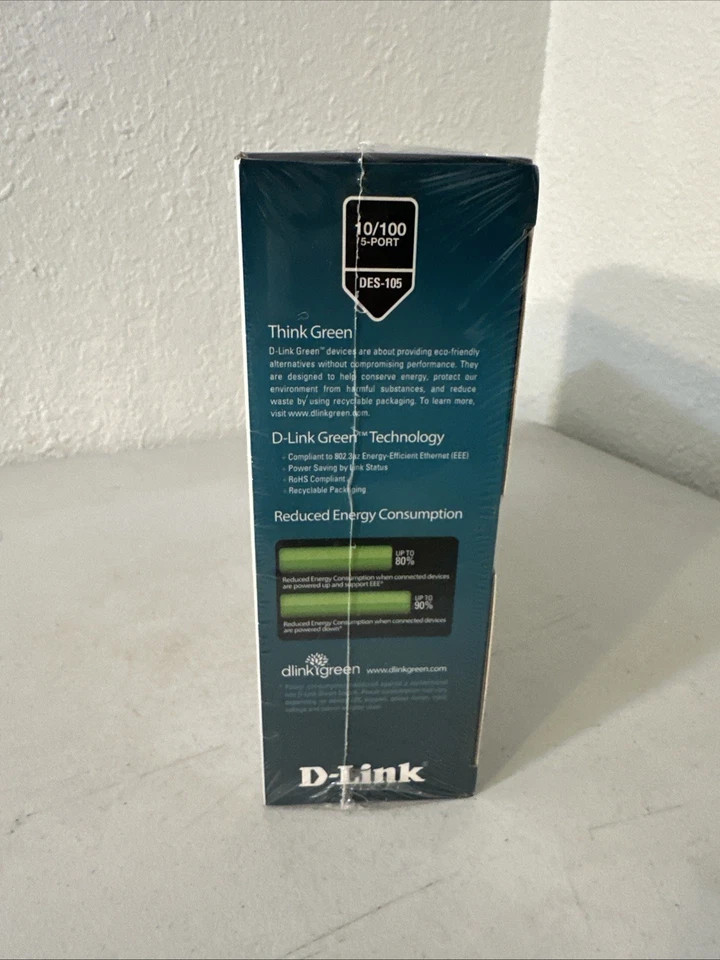 10/100
5-PORT
DES-105
Think Green
D-Link Green™ devices are about providing eco-friendly
alternatives without compromising performance. They
are designed to help conserve energy, protect our
environment from harmful substances, and reduce
waste by using recyclable packaging. To learn more,
visit www.dlinkgreen.com.
D-Link Green™ Technology
- Compliant to 802.3az Energy-Efficient Ethernet (EEE)
- Power Saving by Link Status
- RoHS Compliant
- Recyclable Packaging
Reduced Energy Consumption
UP TO
80%
Reduced Energy Consumption when connected devices
are powered up and support EEE*
UP TO
90%
Reduced Energy Consumption when connected devices
are powered down*
dlinkgreen www.dlinkgreen.com
D-Link